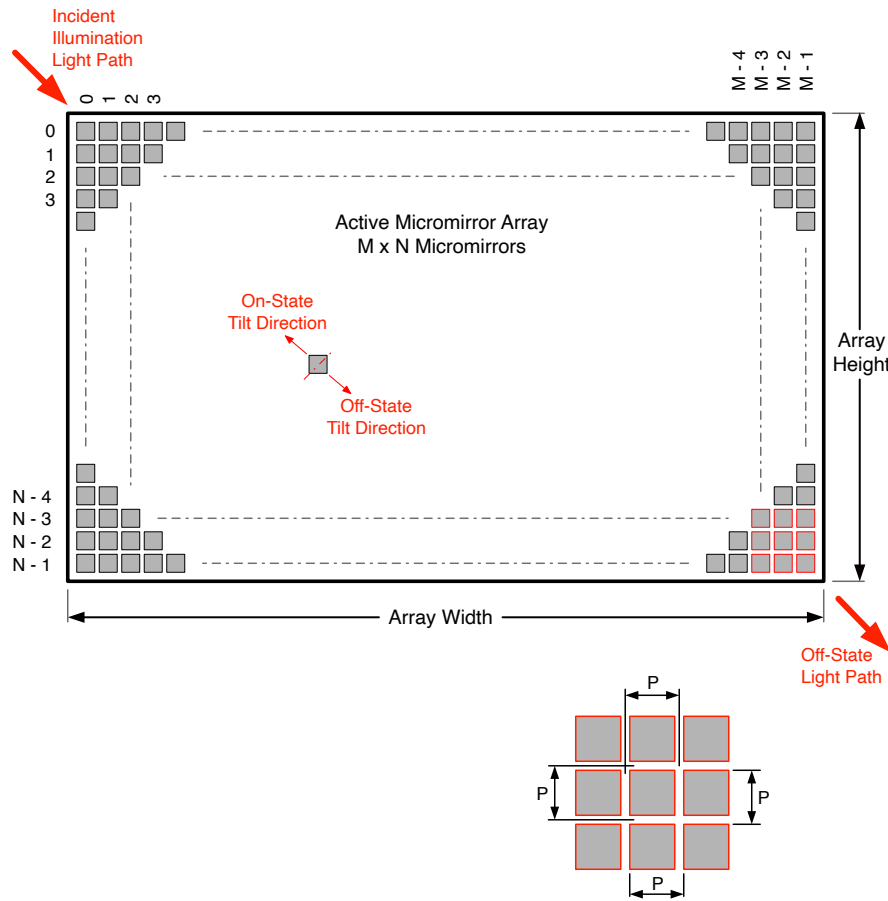 Incident
Illumination
Light Path
0
1
2
3
M - 4
M - 3
M - 2
M - 1
0
1
2
3
Active Micromirror Array
M x N Micromirrors
On-State
Tilt Direction
Off-State
Tilt Direction
Array
Height
N - 4
N - 3
N - 2
N - 1
Array Width
Off-State
Light Path
P
P
P
P